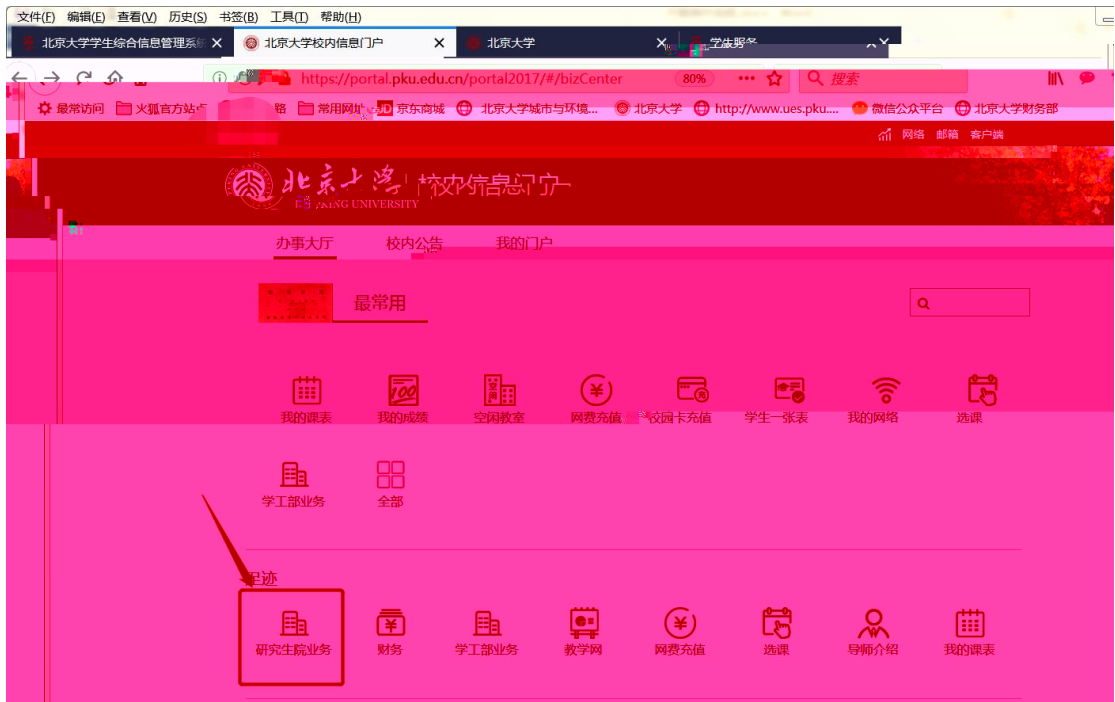 文件(F) 编辑(E) 查看(V) 历史(S) 书签(B) 工具(T) 帮助(H)
北京大学学生综合信息管理系统 北京大学校内信息门户 北京大学 学生服务
https://portal.pku.edu.cn/portal2017/#/bizCenter 80% 搜索
最常访问 火狐官方站点 常用网址 JD 京东商城 北京大学城市与环境... 北京大学 http://www.ues.pku.... 微信公众平台 北京大学财务部
网络 邮箱 客户端
北京大学 校内信息门户
PEKING UNIVERSITY
办事大厅 校内公告 我的门户
最常用
100
我的课表 我的成绩 空闲教室 网费充值 校园卡充值 学生一张表 我的网络 选课
学工部业务 全部
足迹
研究生院业务 财务 学工部业务 教学网 网费充值 选课 导师介绍 我的课表